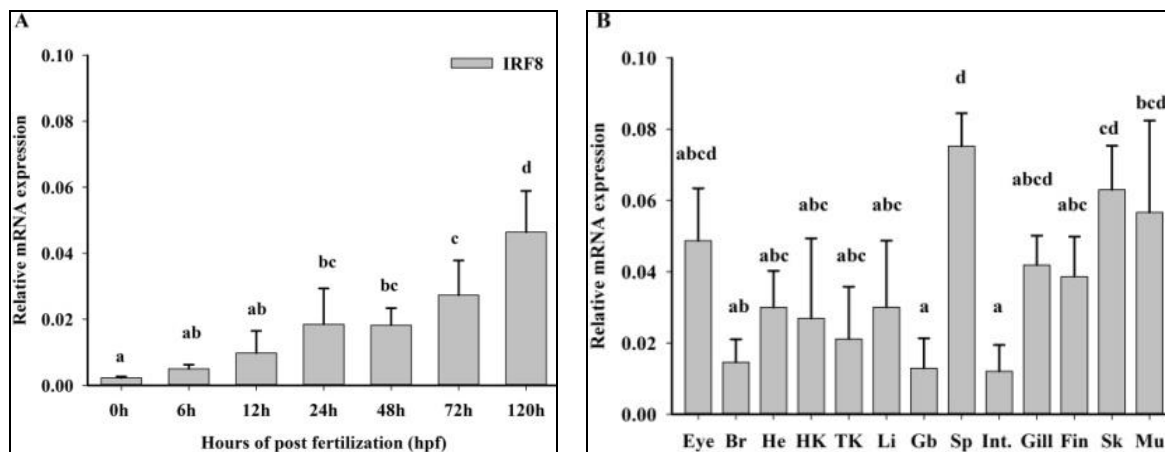 A
Relative mRNA expression
0.10
0.08
0.06
0.04
0.02
0.00
IRF8
a
ab
ab
bc
bc
c
d
0h 6h 12h 24h 48h 72h 120h
Hours of post fertilization (hpf)
B
Relative mRNA expression
0.10
0.08
0.06
0.04
0.02
0.00
abcd
ab
abc
abc
abc
abc
a
d
a
abcd
abc
cd
bcd
Eye Br He HK TK Li Gb Sp Int. Gill Fin Sk Mu